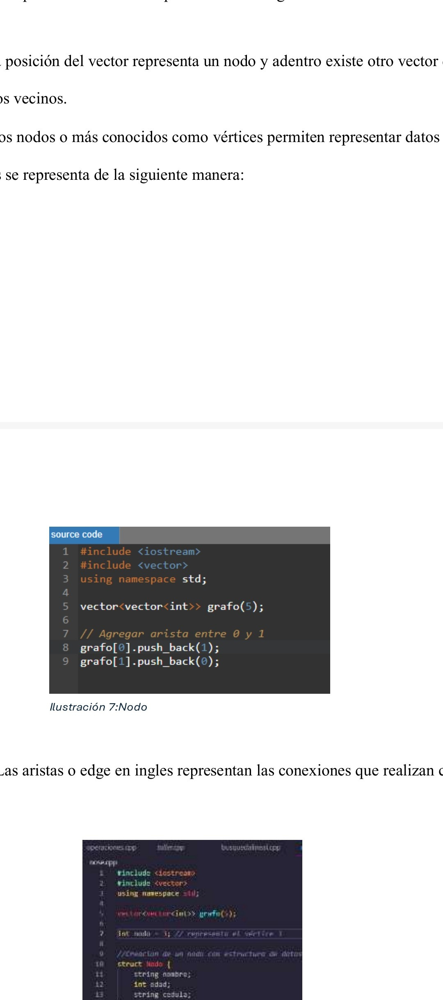 posición del vector representa un nodo y adentro existe otro vector
os vecinos.
os nodos o más conocidos como vértices permiten representar datos
se representa de la siguiente manera:
source code
1 #include <iostream>
2 #include <vector>
3 using namespace std;
4
5 vector<vector<int>> grafo(5);
6
7 // Agregar arista entre 0 y 1
8 grafo[0].push_back(1);
9 grafo[1].push_back(0);
Ilustración 7:Nodo
Las aristas o edge en ingles representan las conexiones que realizan
operaciones.cpp taller.cpp busquedalineal.cpp
nose.cpp
1 #include <iostream>
2 #include <vector>
3 using namespace std;
4
5 vector<vector<int>> grafo(5);
6
7 int nodo = 1; // representa el vértice 1
8
9 //Creacion de un nodo con estructura de datos
10 struct Nodo {
11 string nombre;
12 int edad;
13 string cedula;